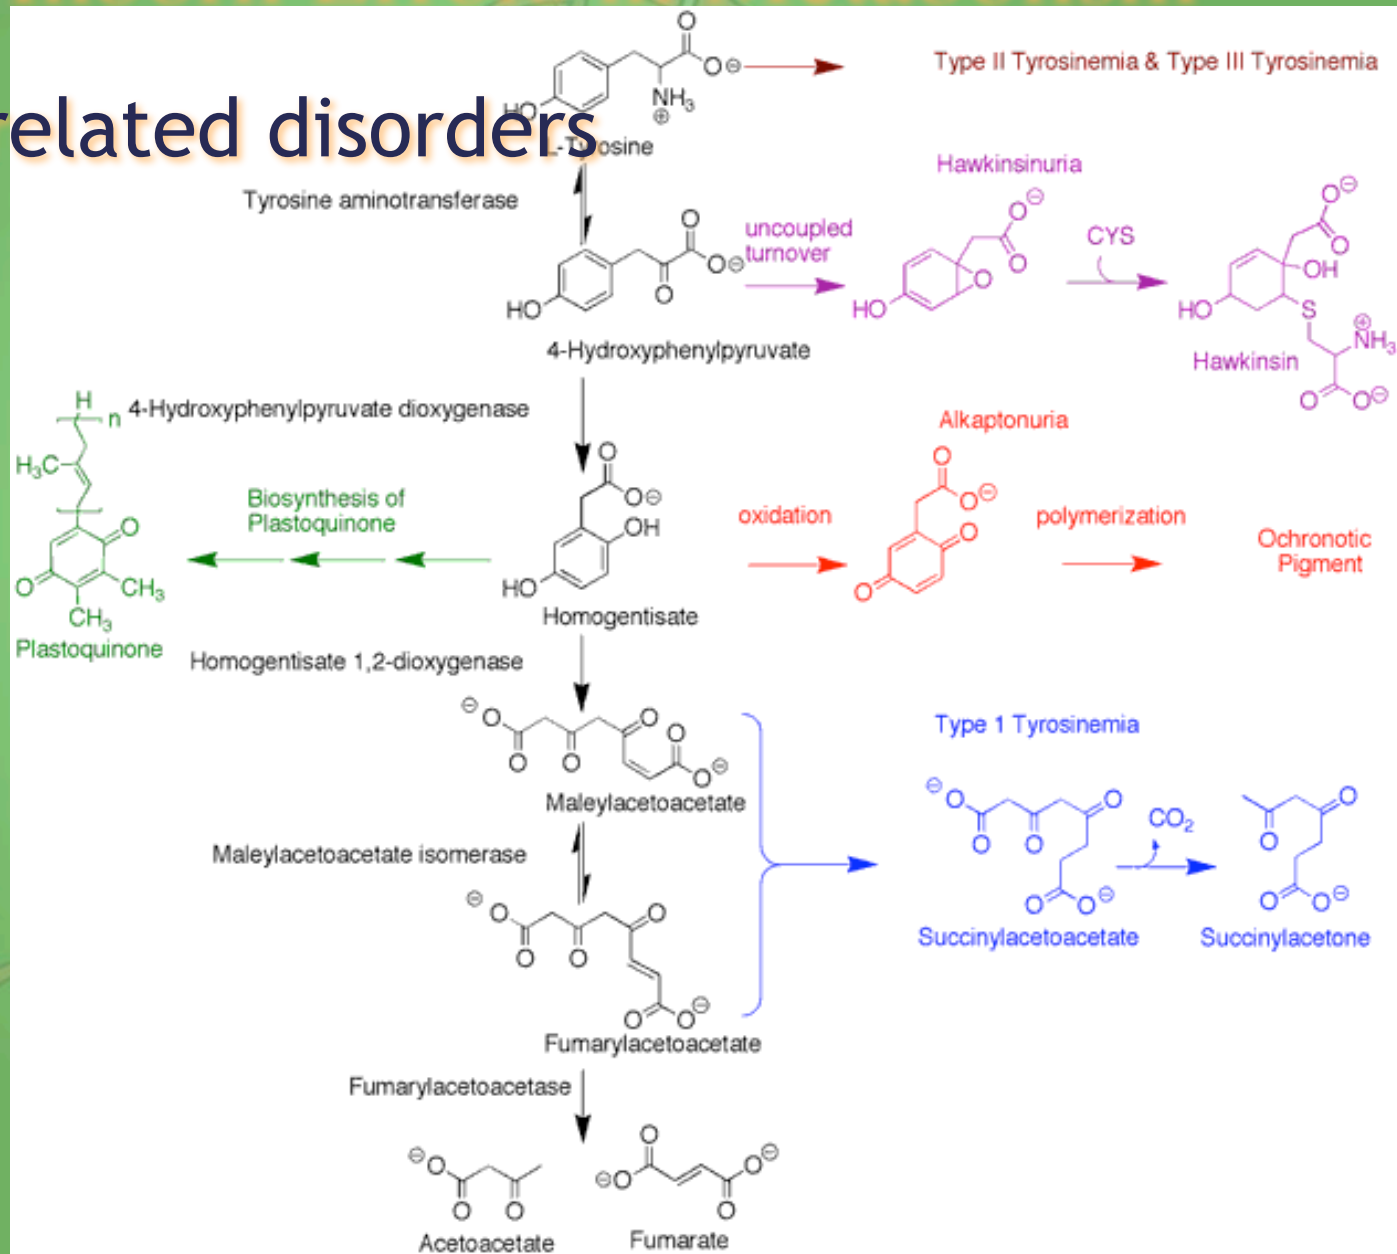 elated disorders
L-Tyrosine
Type II Tyrosinemia & Type III Tyrosinemia
Tyrosine aminotransferase
Hawkinsinuria
uncoupled
turnover
CYS
4-Hydroxyphenylpyruvate
Hawkinsin
4-Hydroxyphenylpyruvate dioxygenase
Alkaptonuria
Biosynthesis of
Plastoquinone
oxidation
polymerization
Ochronotic
Pigment
Homogentisate
Plastoquinone
Homogentisate 1,2-dioxygenase
Type 1 Tyrosinemia
Maleylacetoacetate
CO2
Maleylacetoacetate isomerase
Succinylacetoacetate
Succinylacetone
Fumarylacetoacetate
Fumarylacetoacetase
Acetoacetate
Fumarate